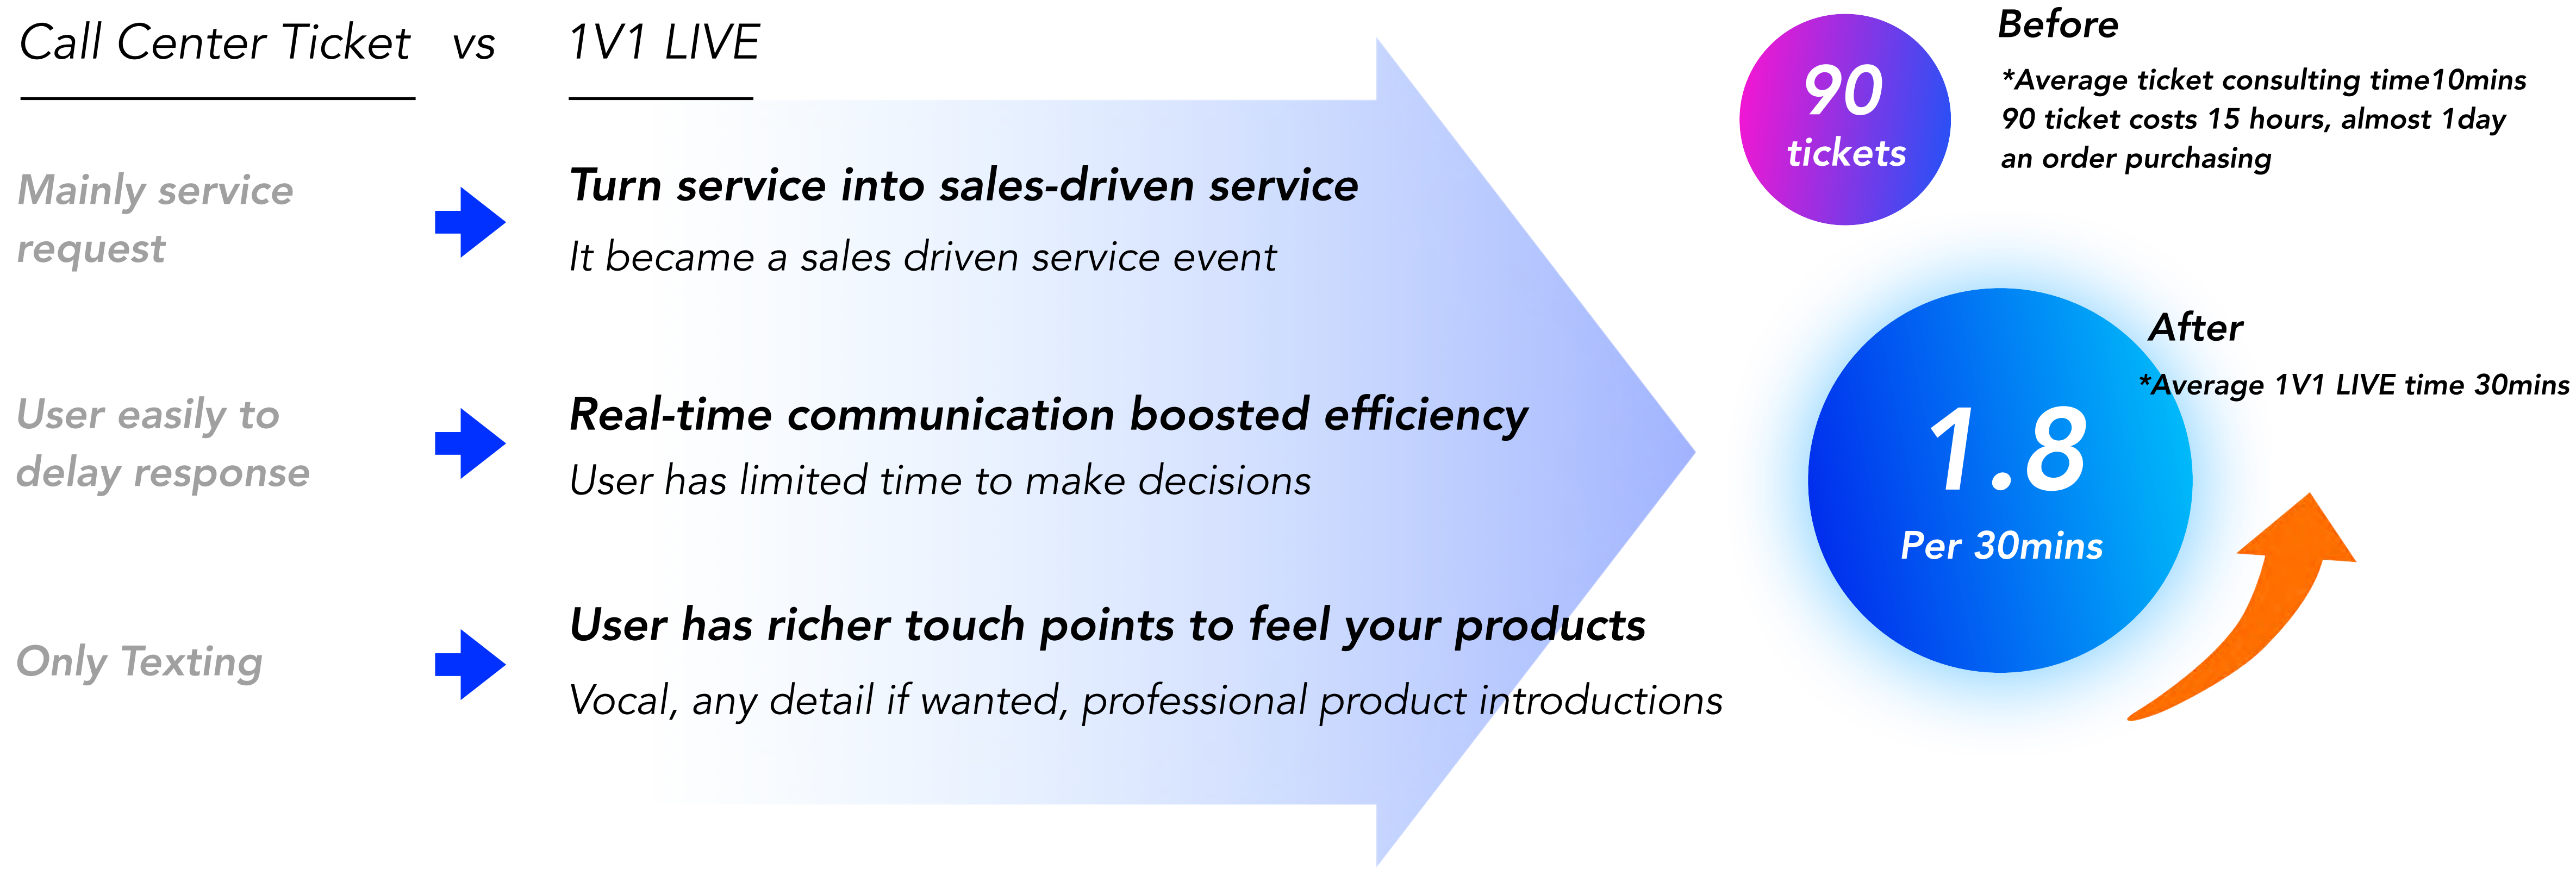 Call Center Ticket vs 1V1 LIVE
Mainly service
request
Turn service into sales-driven service
It became a sales driven service event
User easily to
delay response
Real-time communication boosted efficiency
User has limited time to make decisions
Only Texting
User has richer touch points to feel your products
Vocal, any detail if wanted, professional product introductions
90
tickets
Before
*Average ticket consulting time10mins
90 ticket costs 15 hours, almost 1day
an order purchasing
After
*Average 1V1 LIVE time 30mins
1.8
Per 30mins